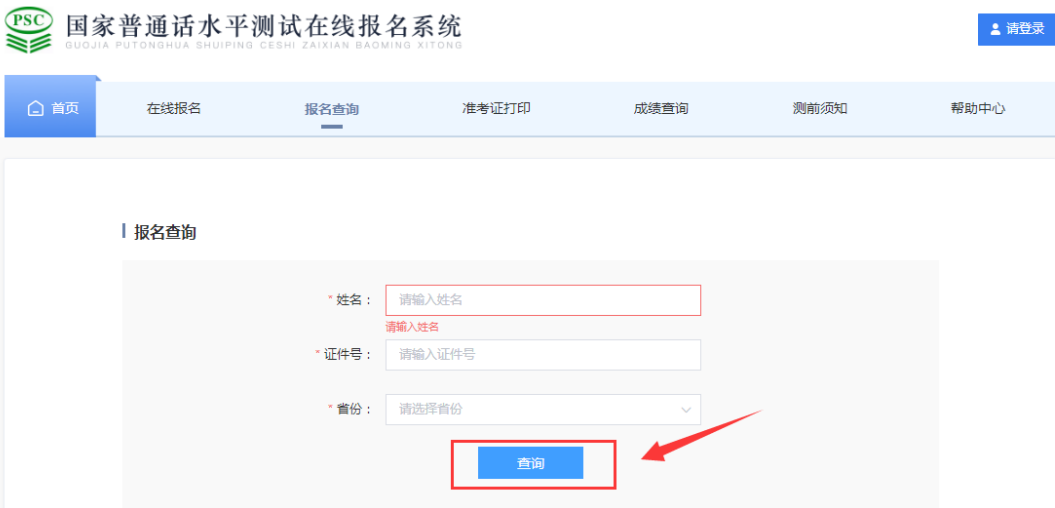 PSC
国家普通话水平测试在线报名系统
GUOJIA PUTONGHUA SHUIPING CESHI ZAIXIAN BAOMING XITONG
请登录
首页 在线报名 报名查询 准考证打印 成绩查询 测前须知 帮助中心
报名查询
* 姓名： 请输入姓名
请输入姓名
* 证件号： 请输入证件号
* 省份： 请选择省份
查询